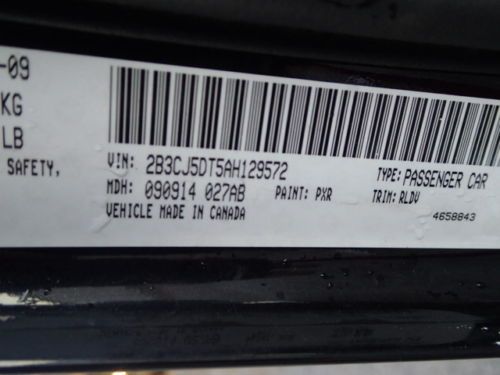 -09
KG
LB
SAFETY,
VIN: 2B3CJ5DT5AH129572
TYPE: PASSENGER CAR
MDH: 090914 027AB
PAINT: PXR
TRIM: RLDV
VEHICLE MADE IN CANADA
4658843